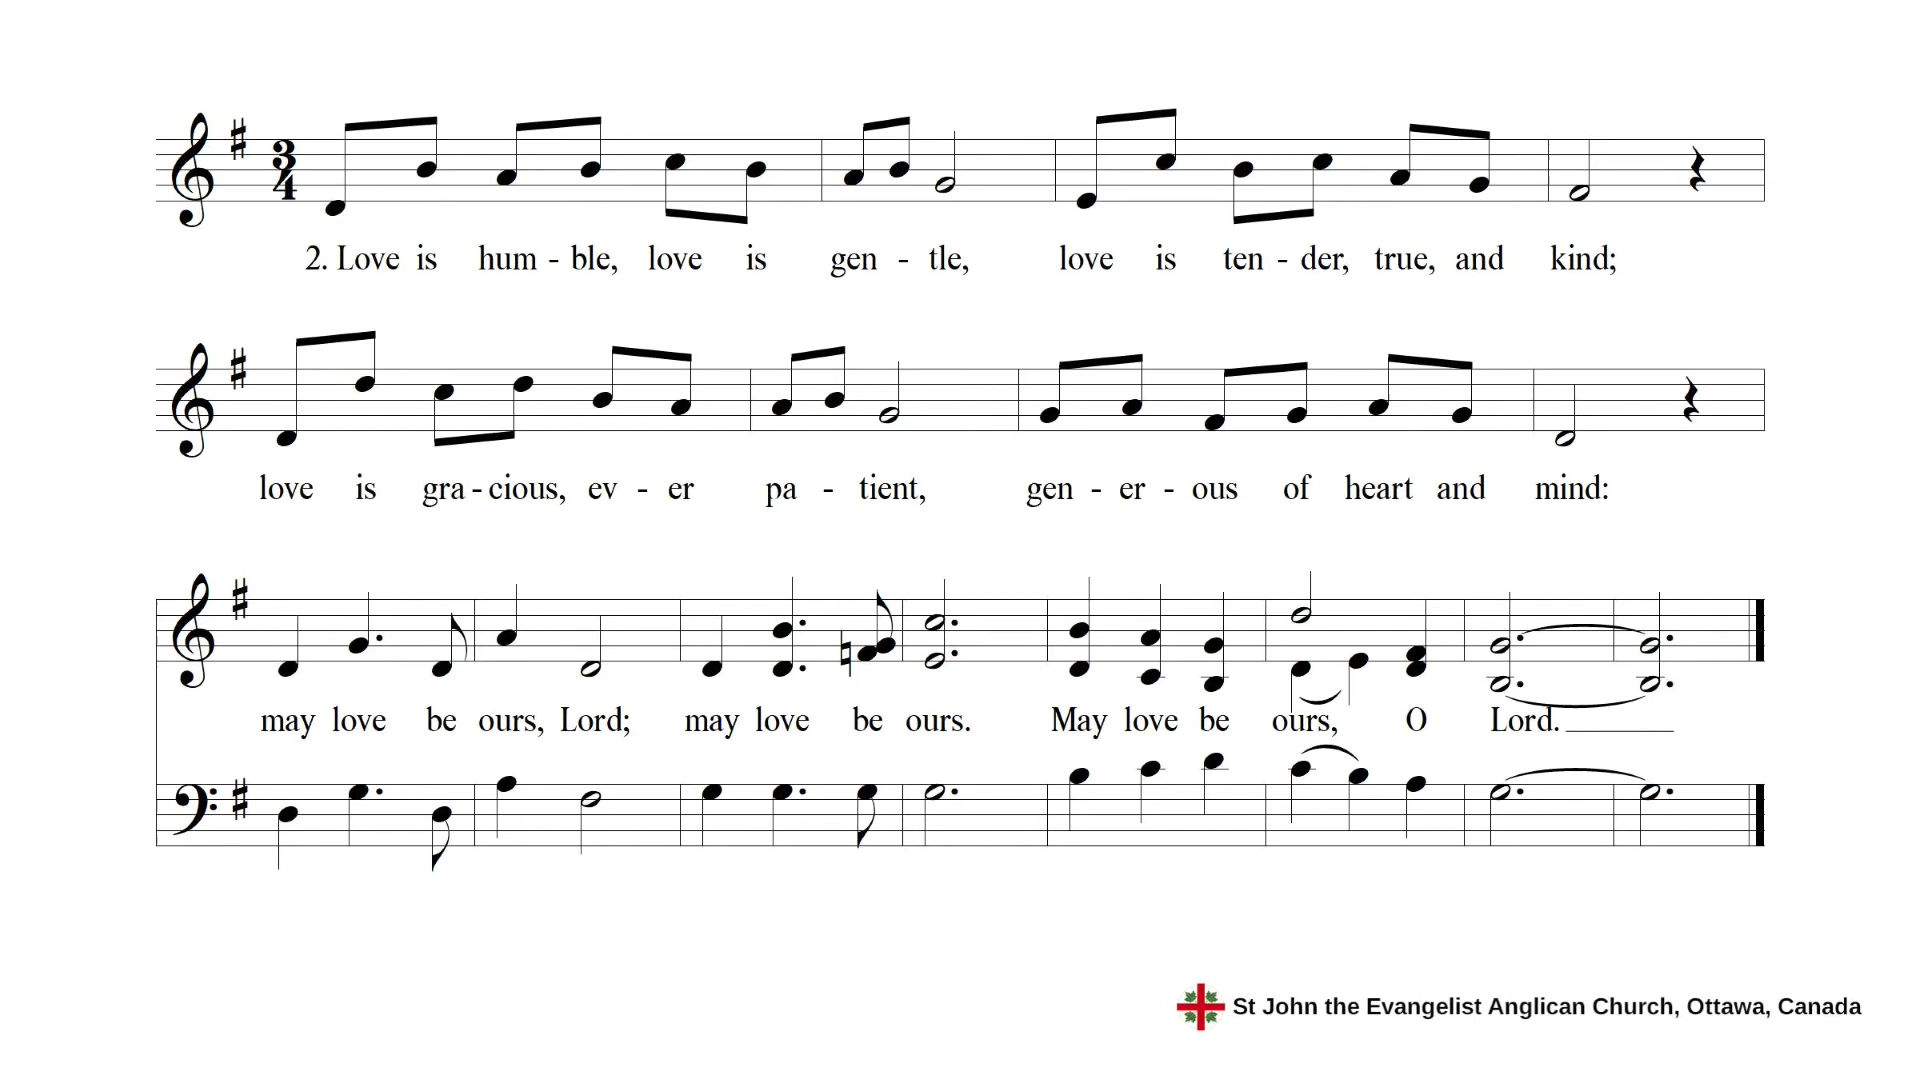 2. Love is hum - ble, love is gen - tle, love is ten - der, true, and kind;
love is gra - cious, ev - er pa - tient, gen - er - ous of heart and mind:
may love be ours, Lord; may love be ours. May love be ours, O Lord.
St John the Evangelist Anglican Church, Ottawa, Canada